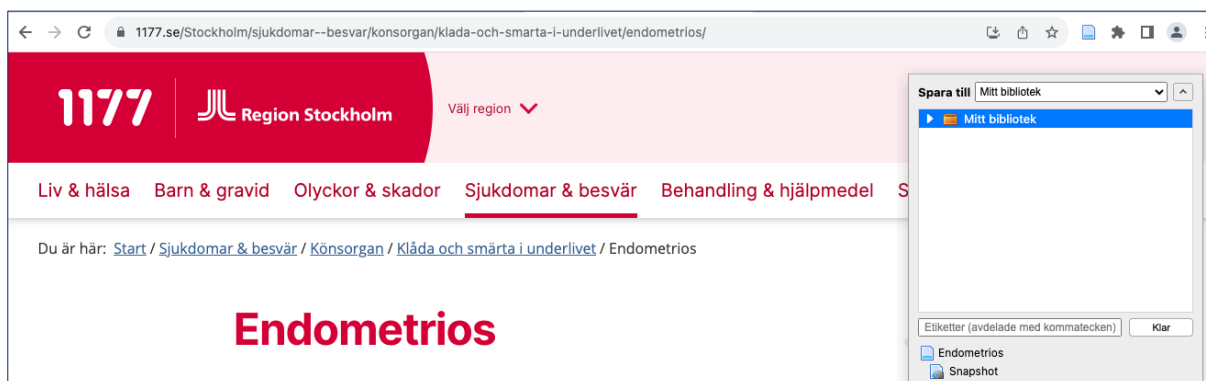 1177.se/Stockholm/sjukdomar--besvar/konsorgan/klada-och-smarta-i-underlivet/endometrios/
1177 Region Stockholm Välj region
Spara till Mitt bibliotek
Mitt bibliotek
Liv & hälsa Barn & gravid Olyckor & skador Sjukdomar & besvär Behandling & hjälpmedel S
Du är här: Start / Sjukdomar & besvär / Könsorgan / Klåda och smärta i underlivet / Endometrios
Endometrios
Etiketter (avdelade med kommatecken) Klar
Endometrios
Snapshot